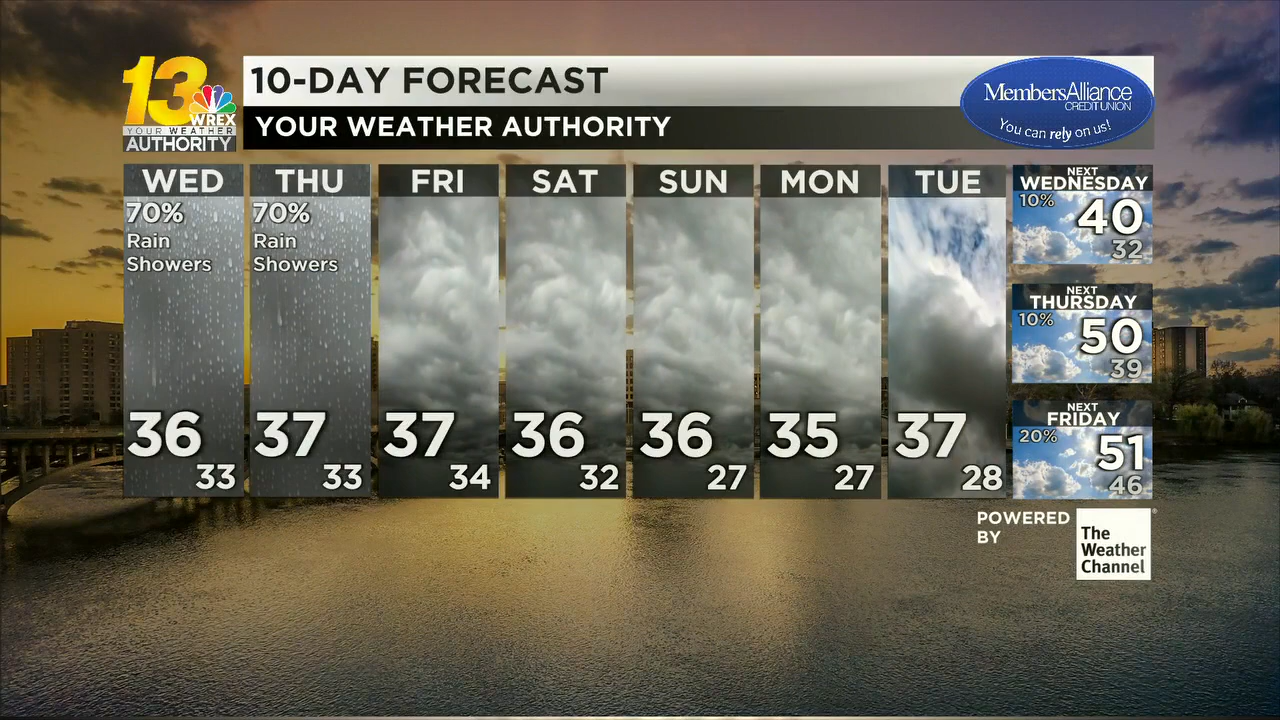 13
WREX
YOUR WEATHER
AUTHORITY
10-DAY FORECAST
YOUR WEATHER AUTHORITY
MembersAlliance
CREDIT UNION
You can rely on us!
WED
70%
Rain
Showers
36
33
THU
70%
Rain
Showers
37
33
FRI
37
34
SAT
36
32
SUN
36
27
MON
35
27
TUE
37
28
NEXT
WEDNESDAY
10%
40
32
NEXT
THURSDAY
10%
50
39
NEXT
FRIDAY
20%
51
46
POWERED
BY
The
Weather
Channel
®